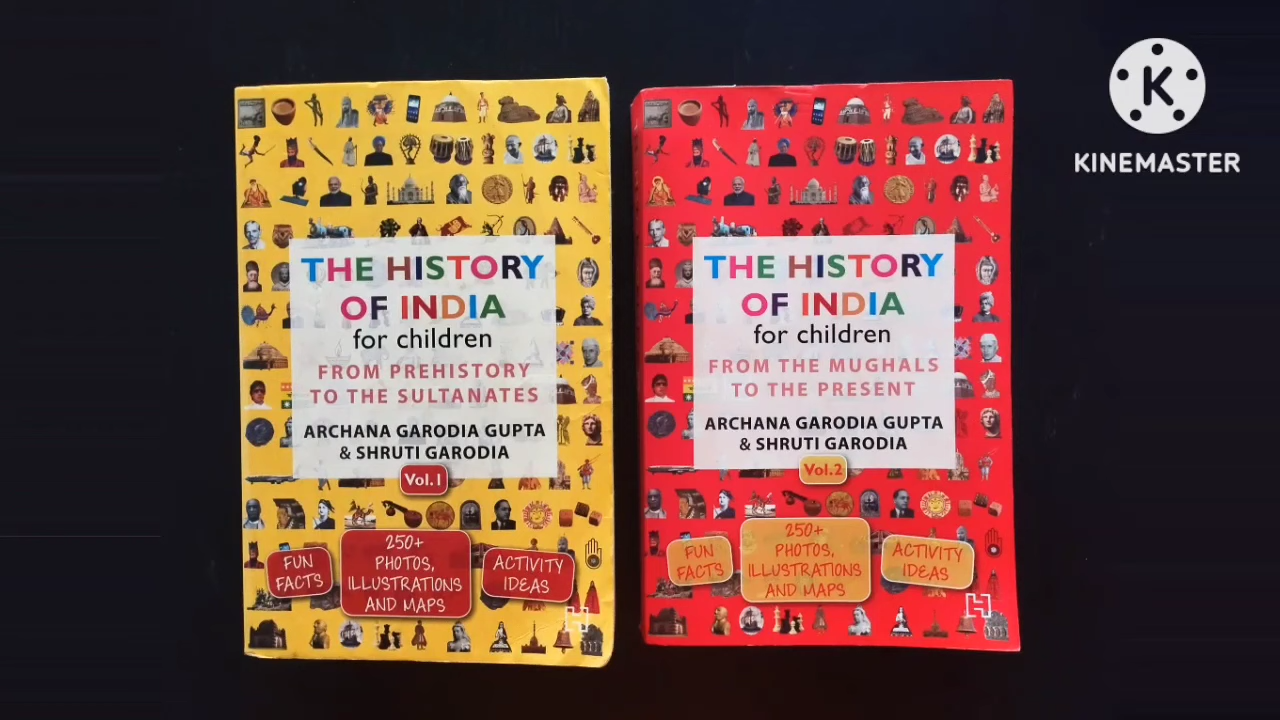 THE HISTORY
OF INDIA
for children
FROM PREHISTORY
TO THE SULTANATES
ARCHANA GARODIA GUPTA
& SHRUTI GARODIA
Vol.1
FUN
FACTS
250+
PHOTOS,
ILLUSTRATIONS
AND MAPS
ACTIVITY
IDEAS
THE HISTORY
OF INDIA
for children
FROM THE MUGHALS
TO THE PRESENT
ARCHANA GARODIA GUPTA
& SHRUTI GARODIA
Vol.2
FUN
FACTS
250+
PHOTOS,
ILLUSTRATIONS
AND MAPS
ACTIVITY
IDEAS
K
KINEMASTER